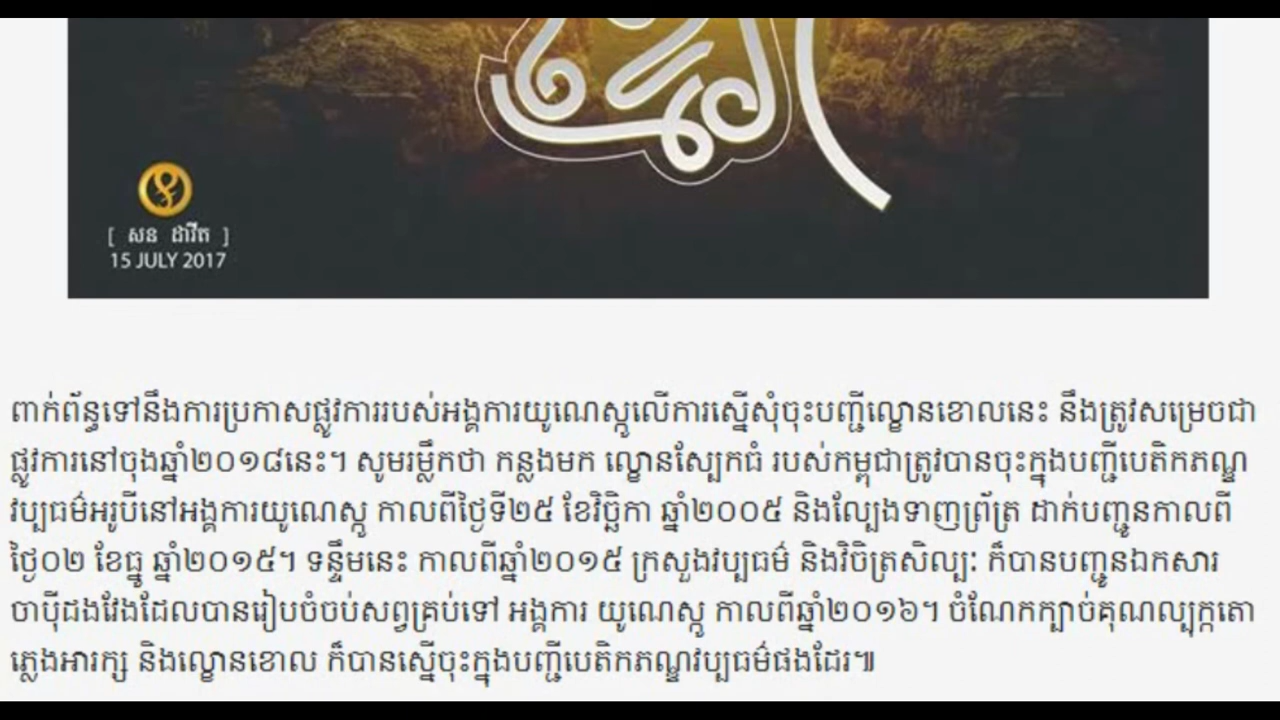 [ សន ដាវីត ]
15 JULY 2017
ពាក់ព័ន្ធទៅនឹងការប្រកាសផ្លូវការរបស់អង្គការយូណេស្កូលើការស្នើសុំចុះបញ្ជីល្ខោនខោលនេះ នឹងត្រូវសម្រេចជា
ផ្លូវការនៅចុងឆ្នាំ២០១៨នេះ។ សូមរម្លឹកថា កន្លងមក ល្ខោនស្បែកធំ របស់កម្ពុជាត្រូវបានចុះក្នុងបញ្ជីបេតិកភណ្ឌ
វប្បធម៌អរូបីនៅអង្គការយូណេស្កូ កាលពីថ្ងៃទី២៥ ខែវិច្ឆិកា ឆ្នាំ២០០៥ និងល្បែងទាញព្រ័ត្រ ដាក់បញ្ជូនកាលពី
ថ្ងៃ០២ ខែធ្នូ ឆ្នាំ២០១៥។ ទន្ទឹមនេះ កាលពីឆ្នាំ២០១៥ ក្រសួងវប្បធម៌ និងវិចិត្រសិល្បៈ ក៏បានបញ្ជូនឯកសារ
ចាប៉ីដងវែងដែលបានរៀបចំចប់សព្វគ្រប់ទៅ អង្គការ យូណេស្កូ កាលពីឆ្នាំ២០១៦។ ចំណែកក្បាច់គុណល្បុក្កតោ
ភ្លេងអារក្ស និងល្ខោនខោល ក៏បានស្នើចុះក្នុងបញ្ជីបេតិកភណ្ឌវប្បធម៌ផងដែរ៕